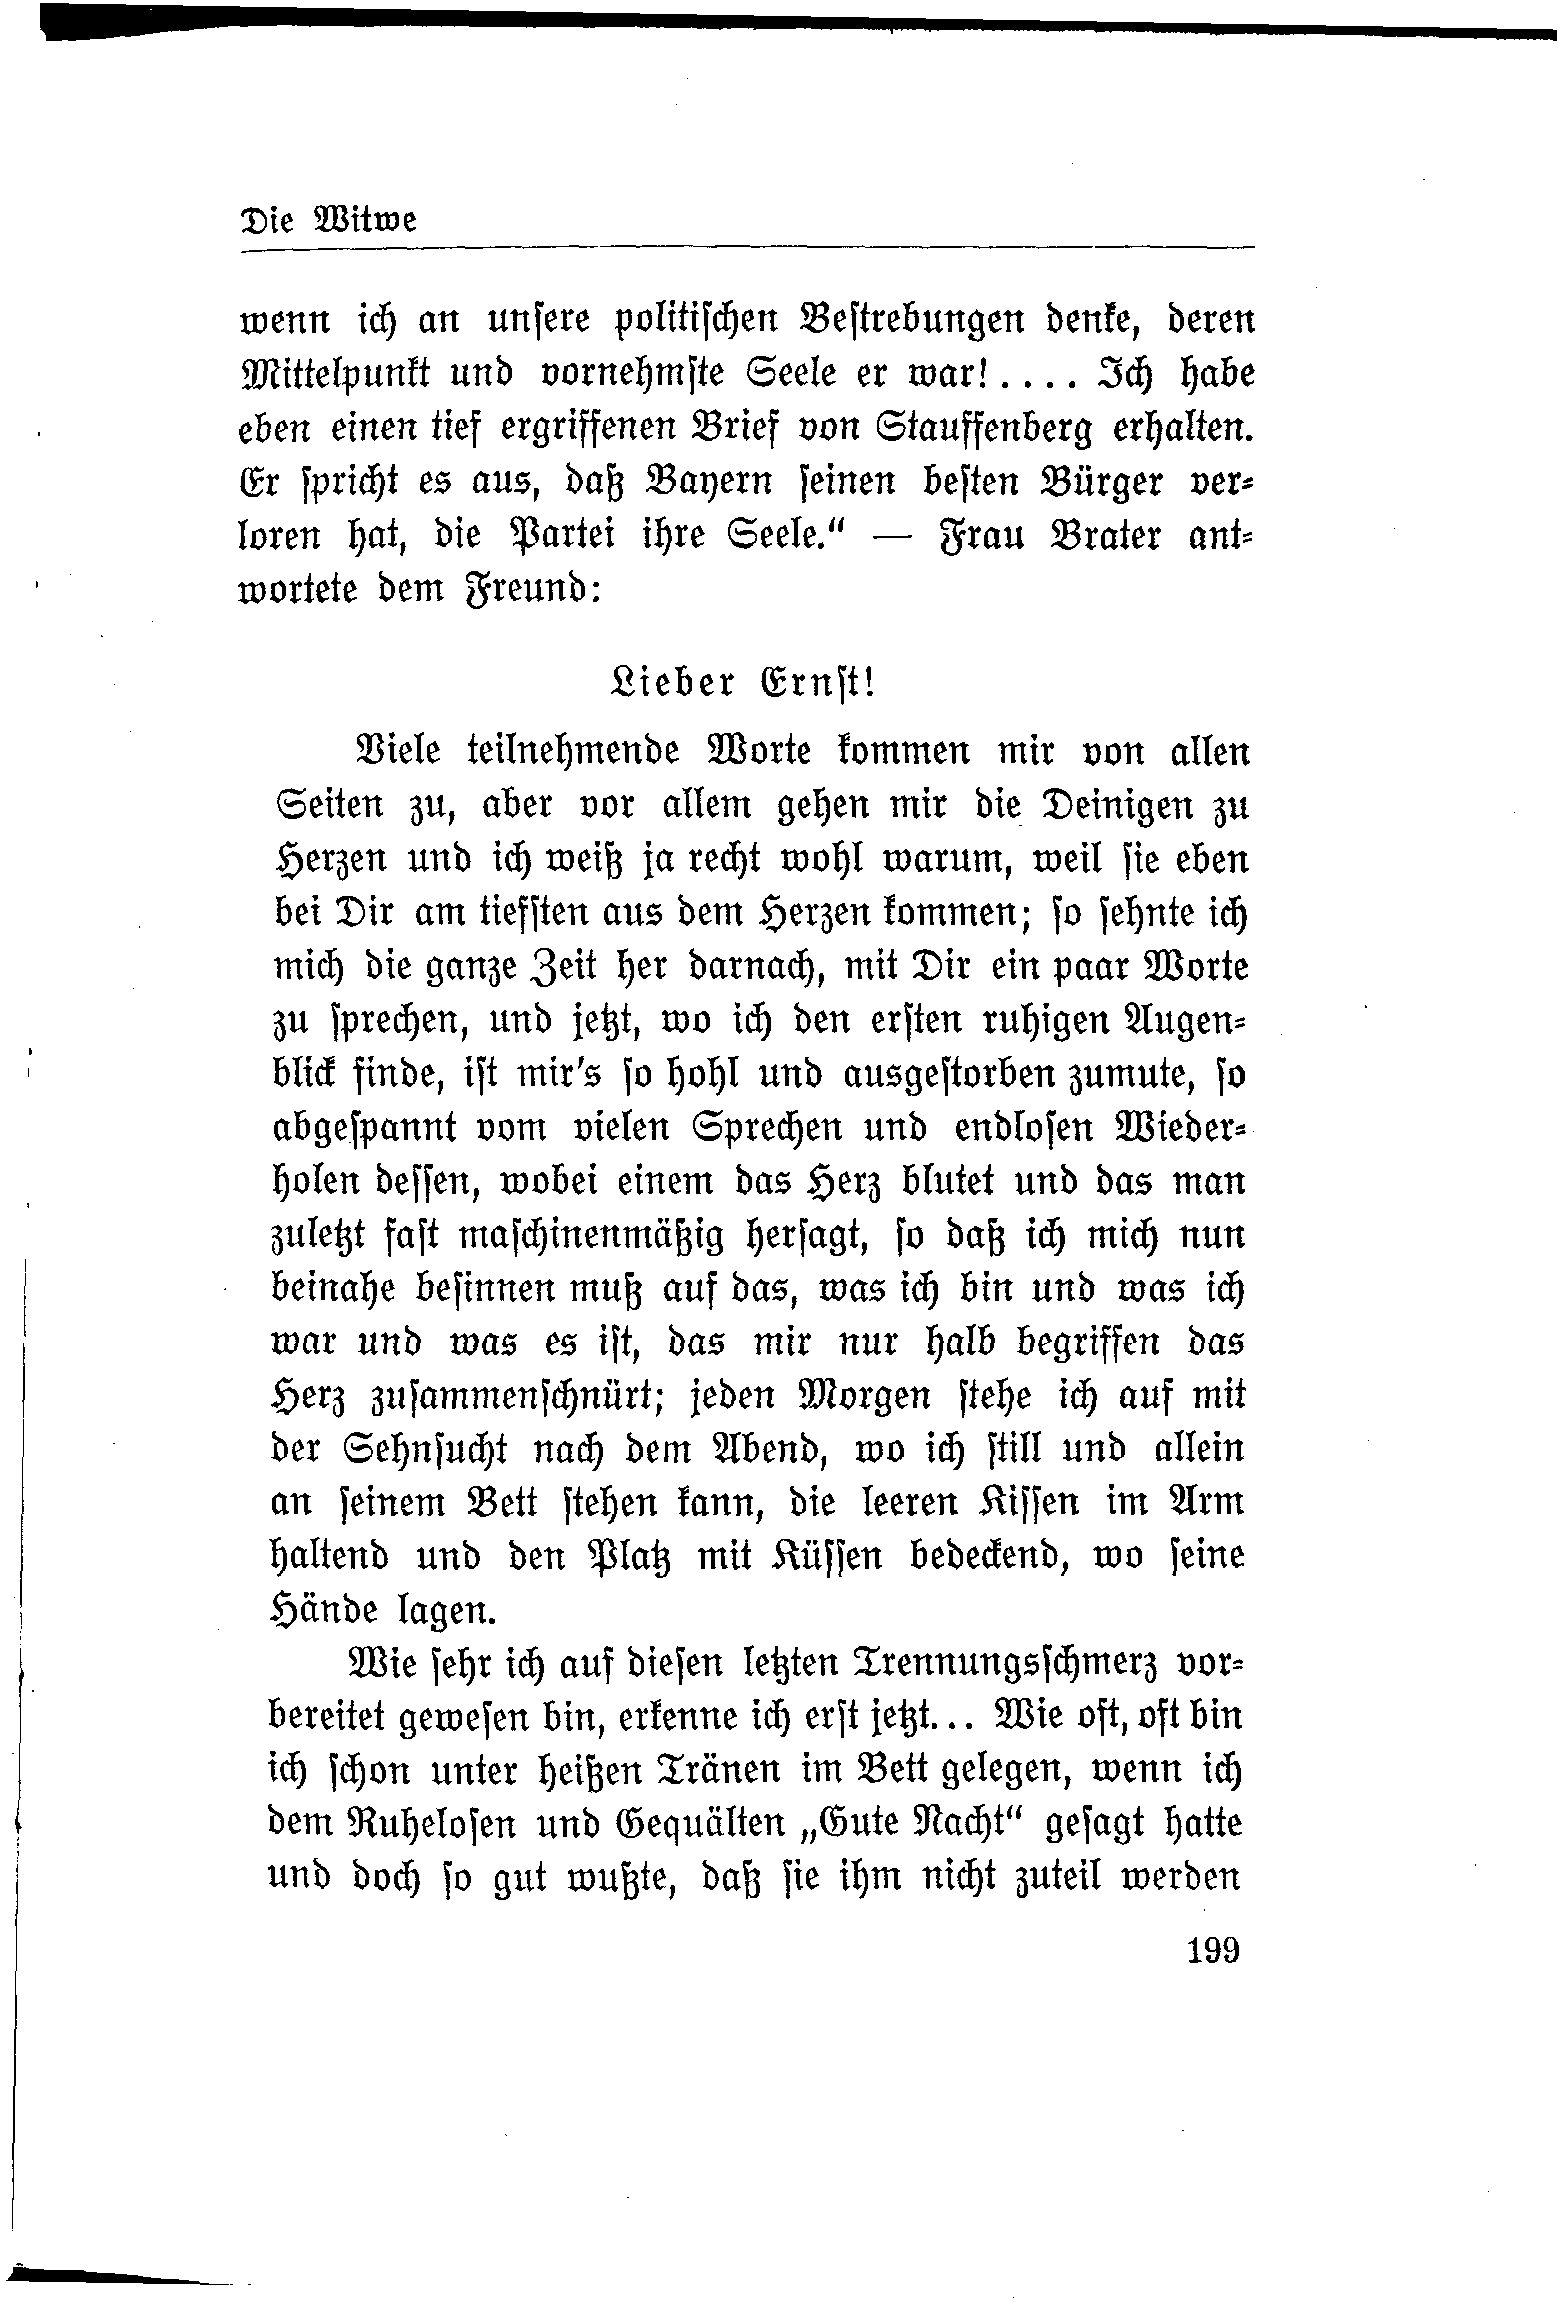 Die Witwe
wenn ich an unsere politischen Bestrebungen denke, deren
Mittelpunkt und vornehmste Seele er war! . . . . Ich habe
eben einen tief ergriffenen Brief von Stauffenberg erhalten.
Er spricht es aus, daß Bayern seinen besten Bürger ver-
loren hat, die Partei ihre Seele.“ — Frau Brater ant-
wortete dem Freund:
Lieber Ernst!
Viele teilnehmende Worte kommen mir von allen
Seiten zu, aber vor allem gehen mir die Deinigen zu
Herzen und ich weiß ja recht wohl warum, weil sie eben
bei Dir am tiefsten aus dem Herzen kommen; so sehnte ich
mich die ganze Zeit her darnach, mit Dir ein paar Worte
zu sprechen, und jetzt, wo ich den ersten ruhigen Augen-
blick finde, ist mir's so hohl und ausgestorben zumute, so
abgespannt vom vielen Sprechen und endlosen Wieder-
holen dessen, wobei einem das Herz blutet und das man
zuletzt fast maschinenmäßig hersagt, so daß ich mich nun
beinahe besinnen muß auf das, was ich bin und was ich
war und was es ist, das mir nur halb begriffen das
Herz zusammenschnürt; jeden Morgen stehe ich auf mit
der Sehnsucht nach dem Abend, wo ich still und allein
an seinem Bett stehen kann, die leeren Kissen im Arm
haltend und den Platz mit Küssen bedeckend, wo seine
Hände lagen.
Wie sehr ich auf diesen letzten Trennungsschmerz vor-
bereitet gewesen bin, erkenne ich erst jetzt... Wie oft, oft bin
ich schon unter heißen Tränen im Bett gelegen, wenn ich
dem Ruhelosen und Gequälten „Gute Nacht“ gesagt hatte
und doch so gut wußte, daß sie ihm nicht zuteil werden
199